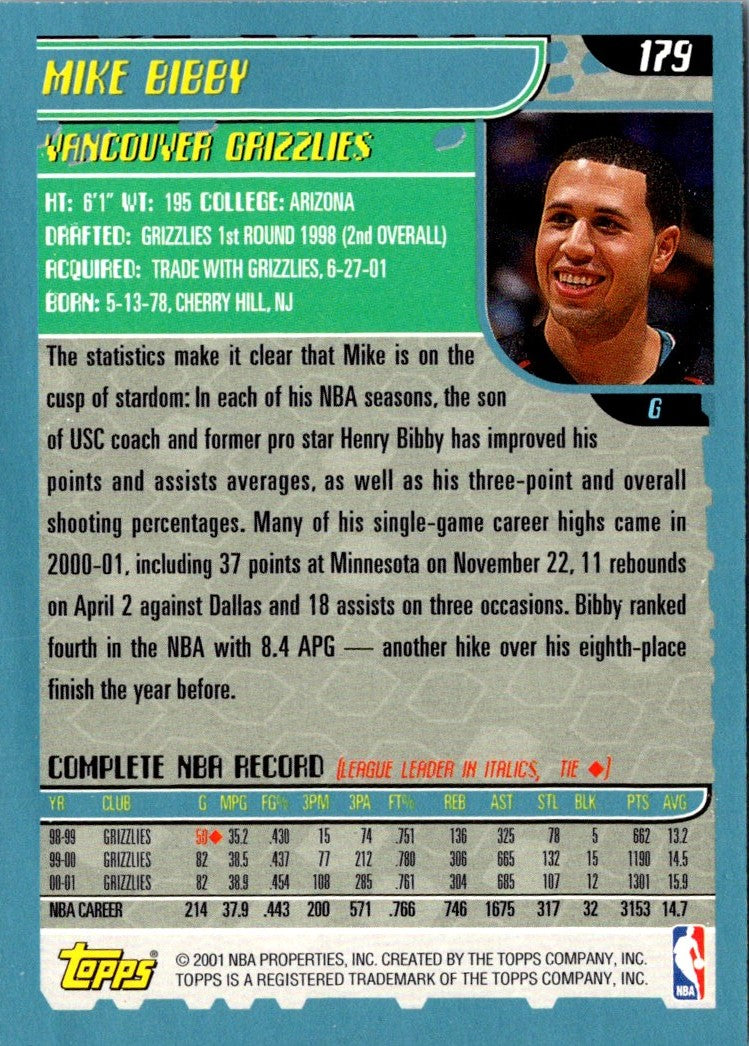 179
MIKE BIBBY
VANCOUVER GRIZZLIES
HT: 6'1" WT: 195 COLLEGE: ARIZONA
DRAFTED: GRIZZLIES 1st ROUND 1998 (2nd OVERALL)
ACQUIRED: TRADE WITH GRIZZLIES, 6-27-01
BORN: 5-13-78, CHERRY HILL, NJ
G
The statistics make it clear that Mike is on the
cusp of stardom: In each of his NBA seasons, the son
of USC coach and former pro star Henry Bibby has improved his
points and assists averages, as well as his three-point and overall
shooting percentages. Many of his single-game career highs came in
2000-01, including 37 points at Minnesota on November 22, 11 rebounds
on April 2 against Dallas and 18 assists on three occasions. Bibby ranked
fourth in the NBA with 8.4 APG — another hike over his eighth-place
finish the year before.
COMPLETE NBA RECORD (LEAGUE LEADER IN ITALICS, TIE ◆)
YR CLUB G MPG FG% 3PM 3PA FT% REB AST STL BLK PTS AVG
98-99 GRIZZLIES 50◆ 35.2 .430 15 74 .751 136 325 78 5 662 13.2
99-00 GRIZZLIES 82 38.5 .437 77 212 .780 306 665 132 15 1190 14.5
00-01 GRIZZLIES 82 38.9 .454 108 285 .761 304 685 107 12 1301 15.9
NBA CAREER 214 37.9 .443 200 571 .766 746 1675 317 32 3153 14.7
topps®
© 2001 NBA PROPERTIES, INC. CREATED BY THE TOPPS COMPANY, INC.
TOPPS IS A REGISTERED TRADEMARK OF THE TOPPS COMPANY, INC.
NBA